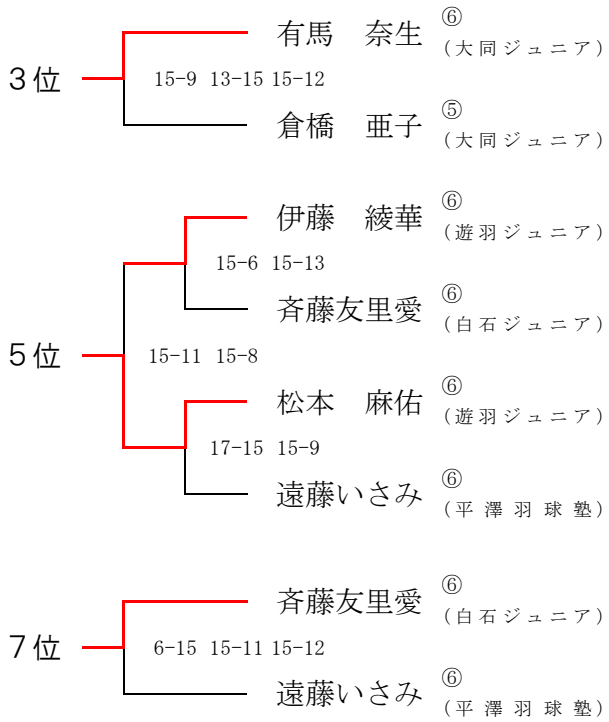 有馬　奈生 ⑥
(大同ジュニア)
3位 15-9 13-15 15-12
倉橋　亜子 ⑤
(大同ジュニア)
伊藤　綾華 ⑥
(遊羽ジュニア)
15-6 15-13
斉藤友里愛 ⑥
(白石ジュニア)
5位 15-11 15-8
松本　麻佑 ⑥
(遊羽ジュニア)
17-15 15-9
遠藤いさみ ⑥
(平澤羽球塾)
斉藤友里愛 ⑥
(白石ジュニア)
7位 6-15 15-11 15-12
遠藤いさみ ⑥
(平澤羽球塾)